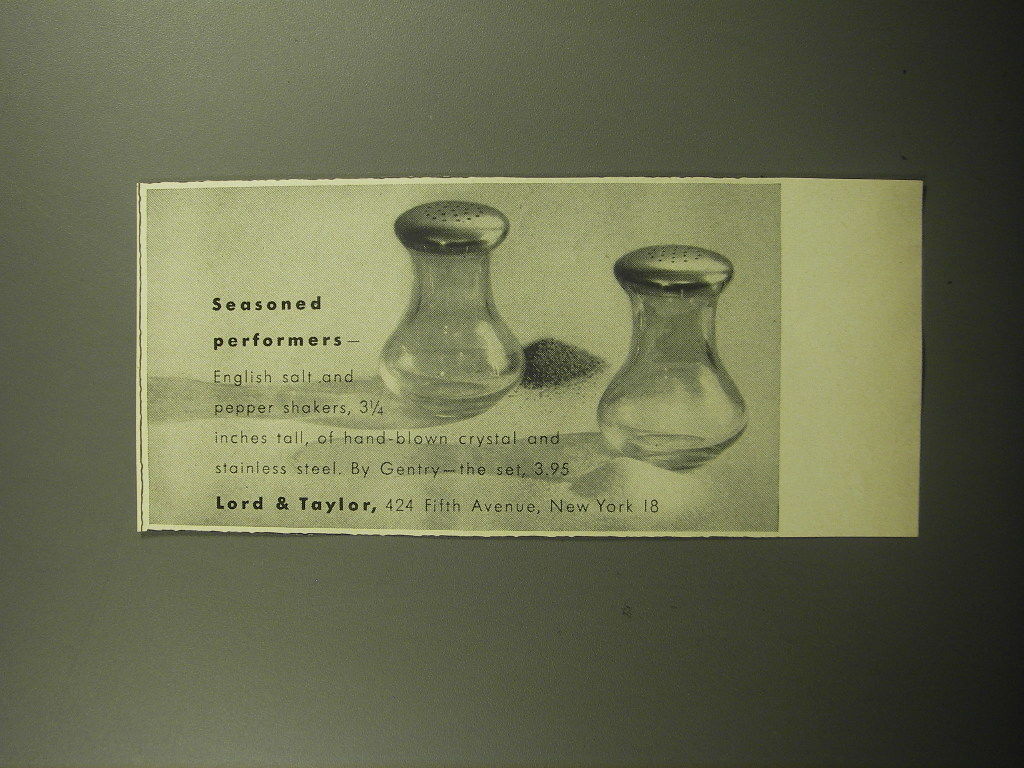 Seasoned
performers—
English salt and
pepper shakers, 3¼
inches tall, of hand-blown crystal and
stainless steel. By Gentry—the set, 3.95
Lord & Taylor, 424 Fifth Avenue, New York 18